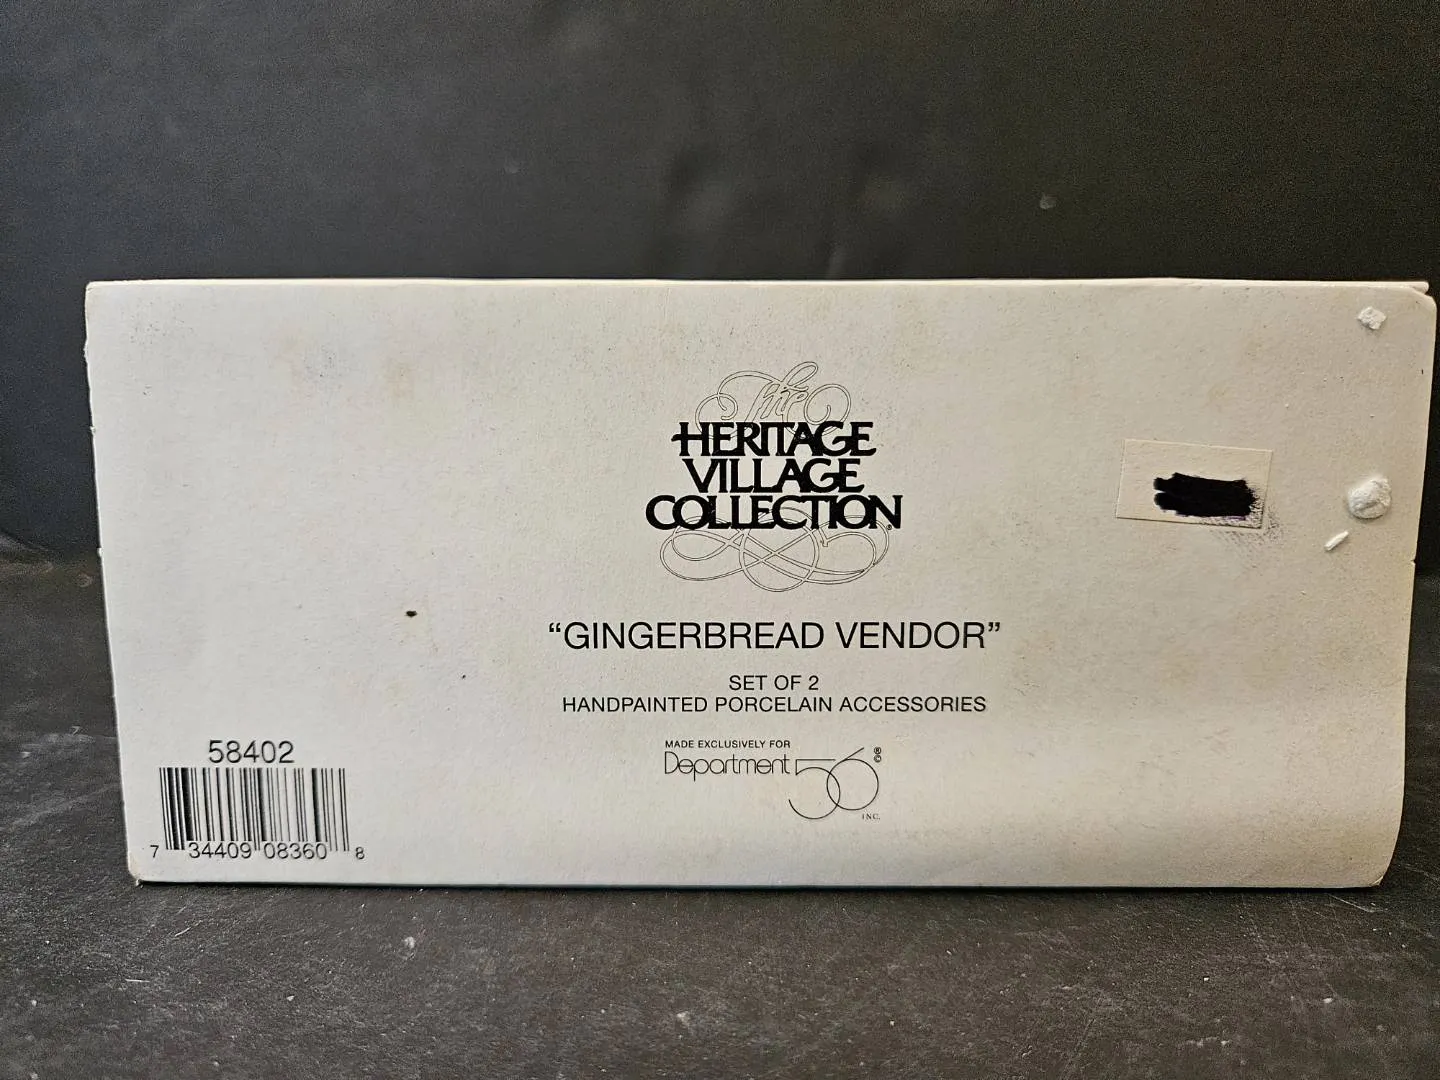 The
HERITAGE
VILLAGE
COLLECTION®
“GINGERBREAD VENDOR”
SET OF 2
HANDPAINTED PORCELAIN ACCESSORIES
MADE EXCLUSIVELY FOR
Department 56 ® ©
INC.
58402
7 34409 08360 8